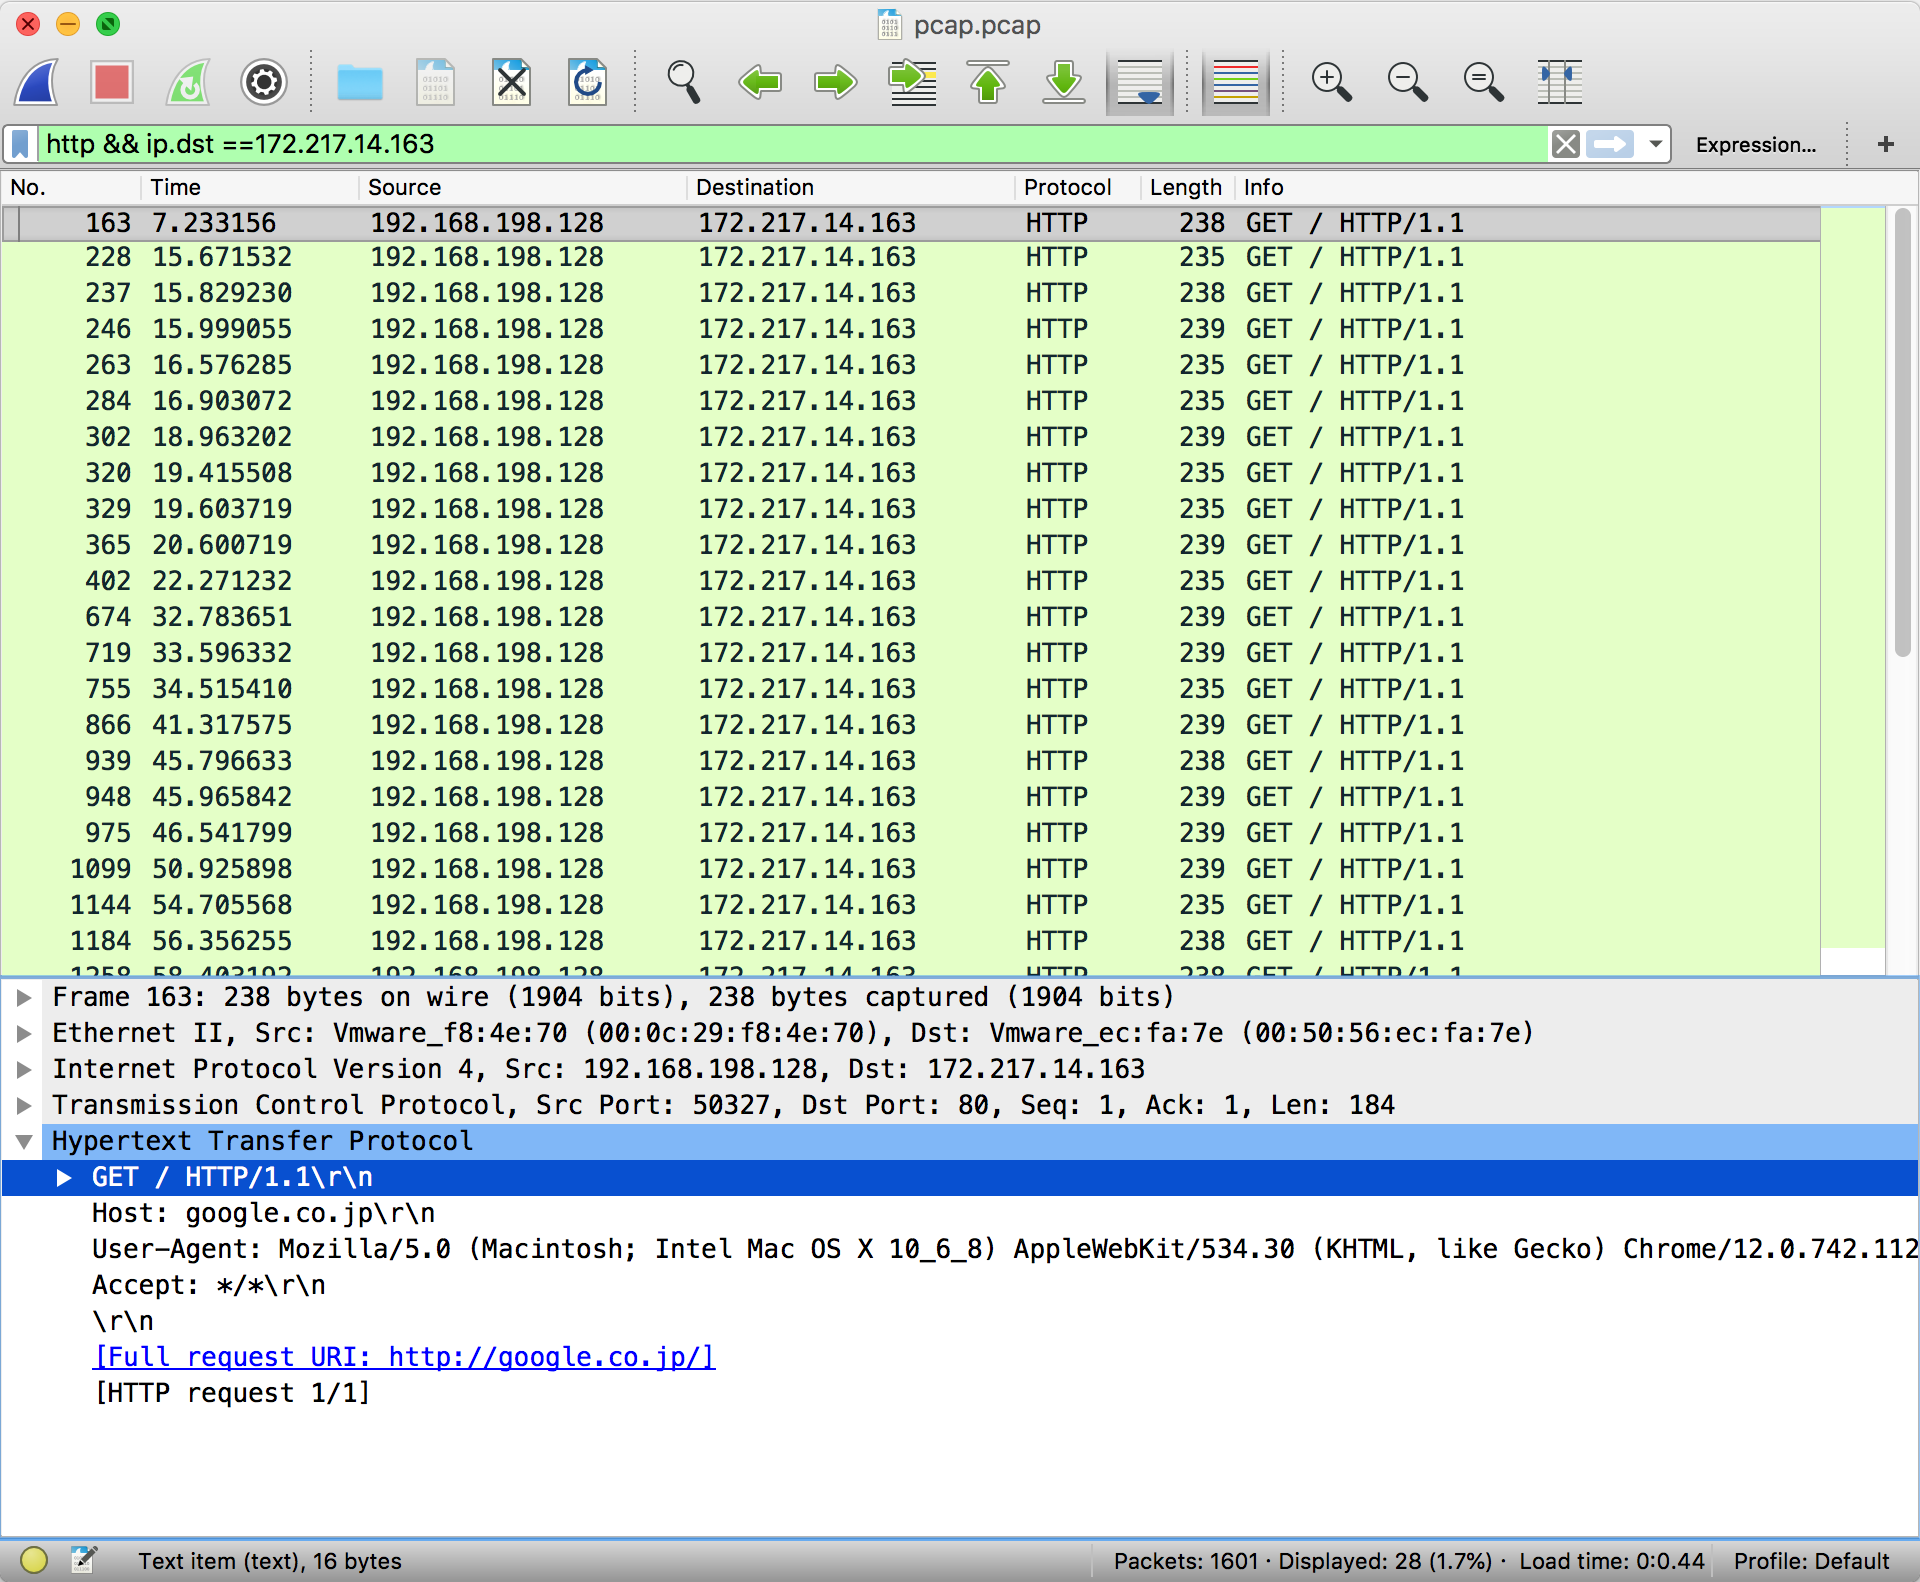 pcap.pcap
http && ip.dst ==172.217.14.163 Expression... +
No. Time Source Destination Protocol Length Info
163 7.233156 192.168.198.128 172.217.14.163 HTTP 238 GET / HTTP/1.1
228 15.671532 192.168.198.128 172.217.14.163 HTTP 235 GET / HTTP/1.1
237 15.829230 192.168.198.128 172.217.14.163 HTTP 238 GET / HTTP/1.1
246 15.999055 192.168.198.128 172.217.14.163 HTTP 239 GET / HTTP/1.1
263 16.576285 192.168.198.128 172.217.14.163 HTTP 235 GET / HTTP/1.1
284 16.903072 192.168.198.128 172.217.14.163 HTTP 235 GET / HTTP/1.1
302 18.963202 192.168.198.128 172.217.14.163 HTTP 239 GET / HTTP/1.1
320 19.415508 192.168.198.128 172.217.14.163 HTTP 235 GET / HTTP/1.1
329 19.603719 192.168.198.128 172.217.14.163 HTTP 235 GET / HTTP/1.1
365 20.600719 192.168.198.128 172.217.14.163 HTTP 239 GET / HTTP/1.1
402 22.271232 192.168.198.128 172.217.14.163 HTTP 235 GET / HTTP/1.1
674 32.783651 192.168.198.128 172.217.14.163 HTTP 239 GET / HTTP/1.1
719 33.596332 192.168.198.128 172.217.14.163 HTTP 239 GET / HTTP/1.1
755 34.515410 192.168.198.128 172.217.14.163 HTTP 235 GET / HTTP/1.1
866 41.317575 192.168.198.128 172.217.14.163 HTTP 239 GET / HTTP/1.1
939 45.796633 192.168.198.128 172.217.14.163 HTTP 238 GET / HTTP/1.1
948 45.965842 192.168.198.128 172.217.14.163 HTTP 239 GET / HTTP/1.1
975 46.541799 192.168.198.128 172.217.14.163 HTTP 239 GET / HTTP/1.1
1099 50.925898 192.168.198.128 172.217.14.163 HTTP 239 GET / HTTP/1.1
1144 54.705568 192.168.198.128 172.217.14.163 HTTP 235 GET / HTTP/1.1
1184 56.356255 192.168.198.128 172.217.14.163 HTTP 238 GET / HTTP/1.1
192.168.198.128 172.217.14.163 HTTP GET / HTTP/1.1
Frame 163: 238 bytes on wire (1904 bits), 238 bytes captured (1904 bits)
Ethernet II, Src: Vmware_f8:4e:70 (00:0c:29:f8:4e:70), Dst: Vmware_ec:fa:7e (00:50:56:ec:fa:7e)
Internet Protocol Version 4, Src: 192.168.198.128, Dst: 172.217.14.163
Transmission Control Protocol, Src Port: 50327, Dst Port: 80, Seq: 1, Ack: 1, Len: 184
Hypertext Transfer Protocol
GET / HTTP/1.1\r\n
Host: google.co.jp\r\n
User-Agent: Mozilla/5.0 (Macintosh; Intel Mac OS X 10_6_8) AppleWebKit/534.30 (KHTML, like Gecko) Chrome/12.0.742.112
Accept: */*\r\n
\r\n
[Full request URI: http://google.co.jp/]
[HTTP request 1/1]
Text item (text), 16 bytes Packets: 1601 · Displayed: 28 (1.7%) · Load time: 0:0.44 Profile: Default